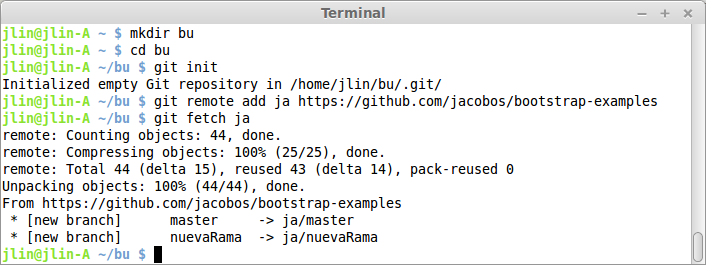 Terminal
jlin@jlin-A ~ $ mkdir bu
jlin@jlin-A ~ $ cd bu
jlin@jlin-A ~/bu $ git init
Initialized empty Git repository in /home/jlin/bu/.git/
jlin@jlin-A ~/bu $ git remote add ja https://github.com/jacobos/bootstrap-examples
jlin@jlin-A ~/bu $ git fetch ja
remote: Counting objects: 44, done.
remote: Compressing objects: 100% (25/25), done.
remote: Total 44 (delta 15), reused 43 (delta 14), pack-reused 0
Unpacking objects: 100% (44/44), done.
From https://github.com/jacobos/bootstrap-examples
 * [new branch]      master     -> ja/master
 * [new branch]      nuevaRama  -> ja/nuevaRama
jlin@jlin-A ~/bu $